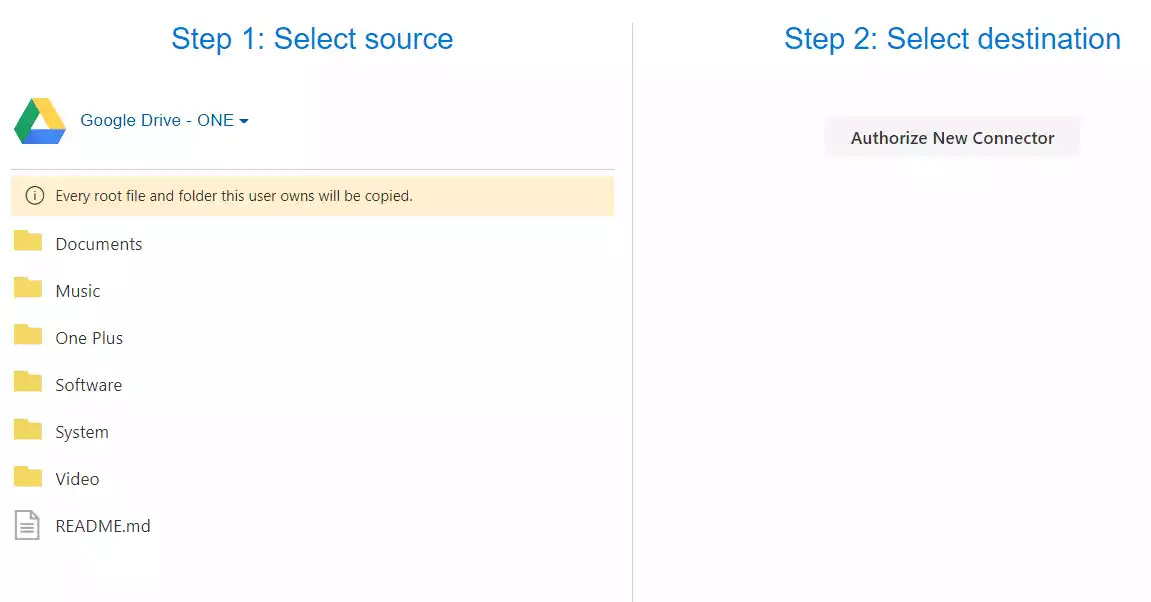 Step 1: Select source
Google Drive - ONE
Every root file and folder this user owns will be copied.
Documents
Music
One Plus
Software
System
Video
README.md
Step 2: Select destination
Authorize New Connector